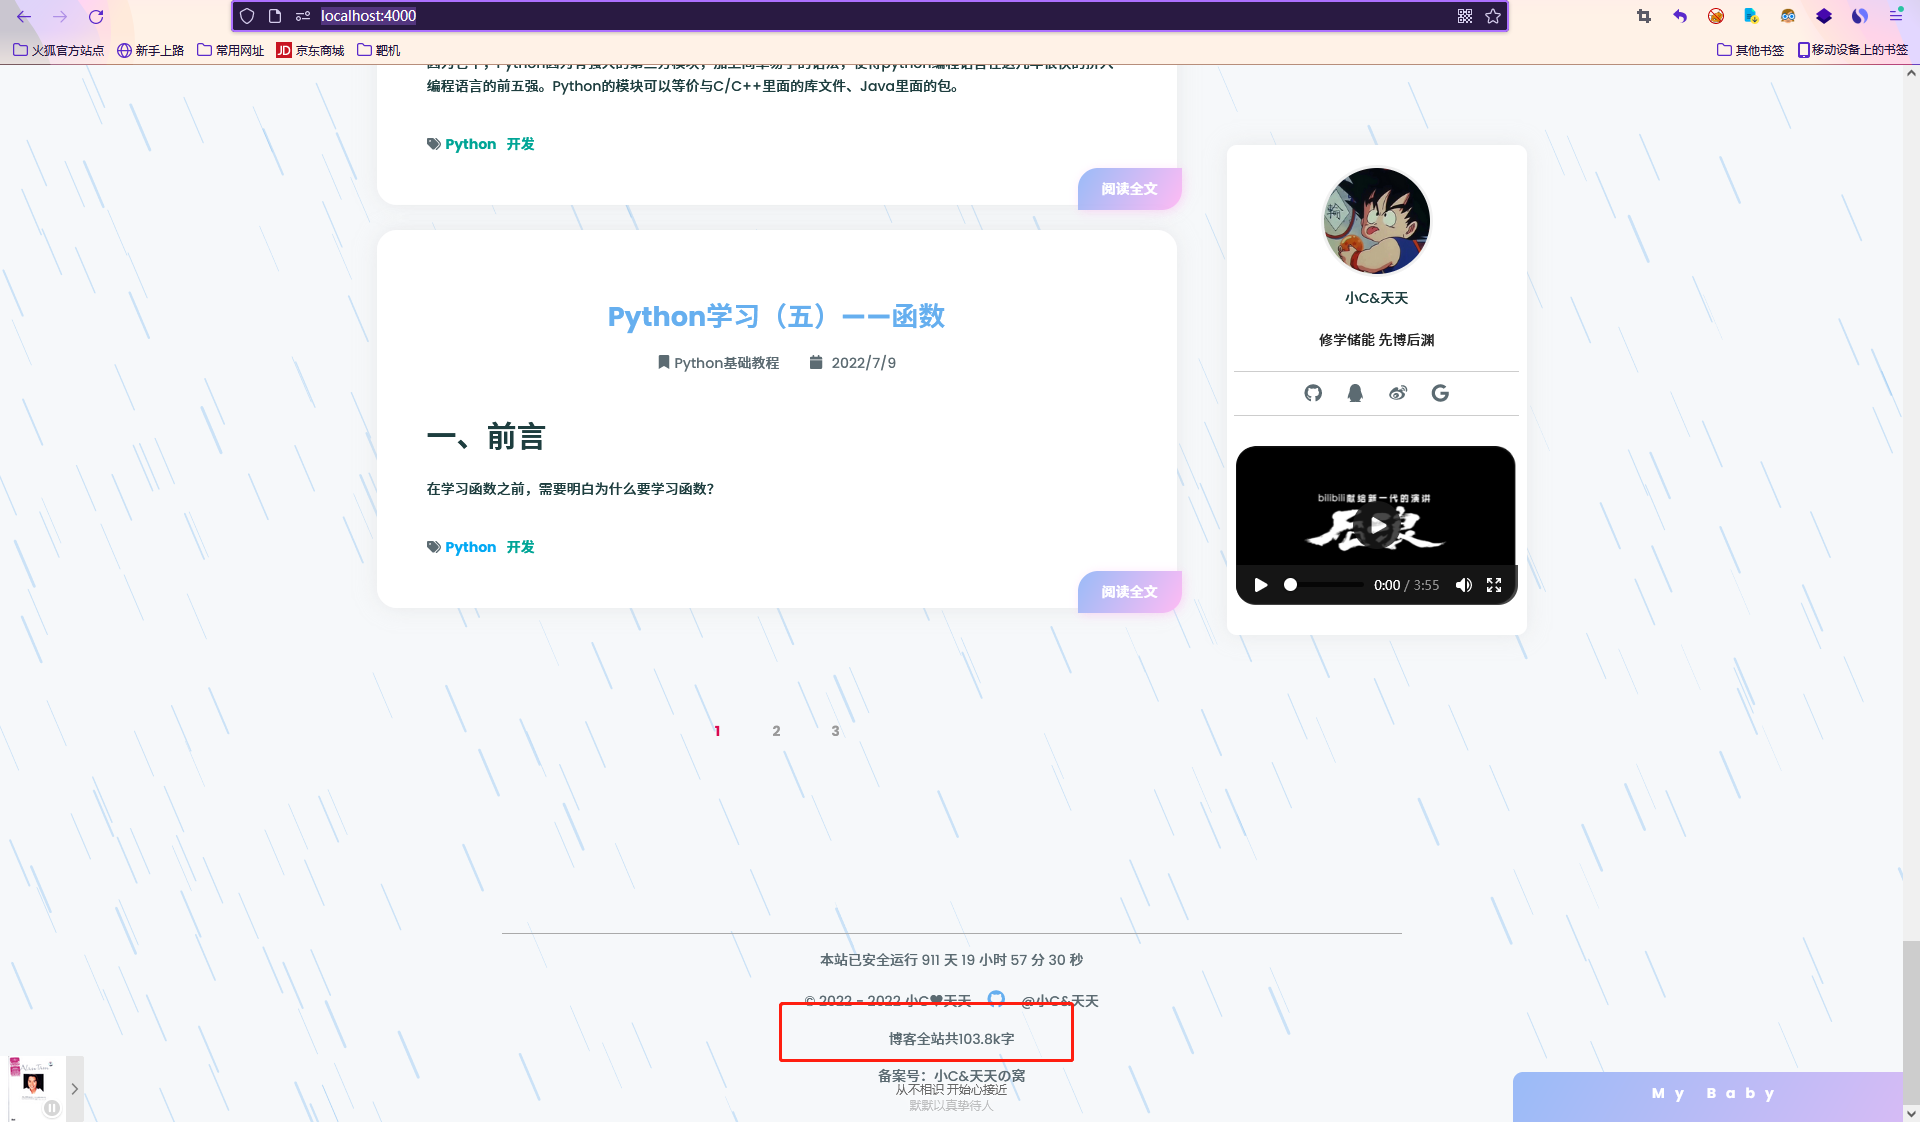 localhost:4000
火狐官方站点 新手上路 常用网址 JD 京东商城 靶机 其他书签 移动设备上的书签
编程语言的前五强。Python的模块可以等价与C/C++里面的库文件、Java里面的包。
Python 开发
阅读全文
Python学习（五）——函数
Python基础教程 2022/7/9
一、前言
在学习函数之前，需要明白为什么要学习函数？
Python 开发
阅读全文
小C&天天
修学储能 先博后渊
bilibili献给新一代的演讲
0:00 / 3:55
1 2 3
本站已安全运行 911 天 19 小时 57 分 30 秒
© 2022 - 2022 小C♥天天 @小C&天天
博客全站共103.8k字
备案号：小C&天天の窝
从不相识 开始心接近
默默以真挚待人
My Baby